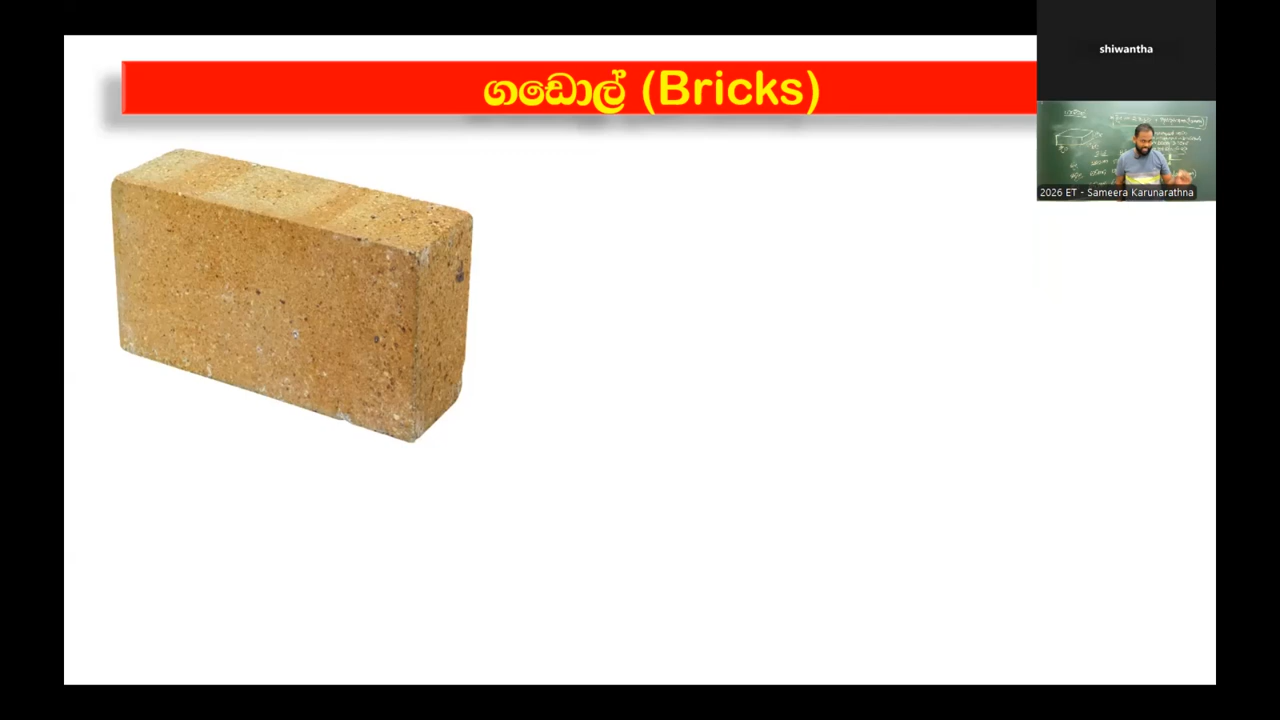 shiwantha
ගඩොල් (Bricks)
2026 ET - Sameera Karunarathna